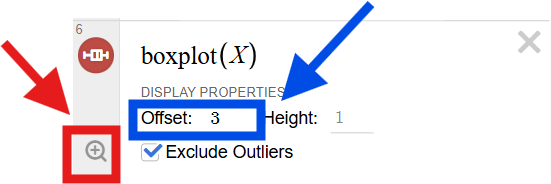 6
boxplot(X)
DISPLAY PROPERTIES
Offset: 3 Height: 1
Exclude Outliers